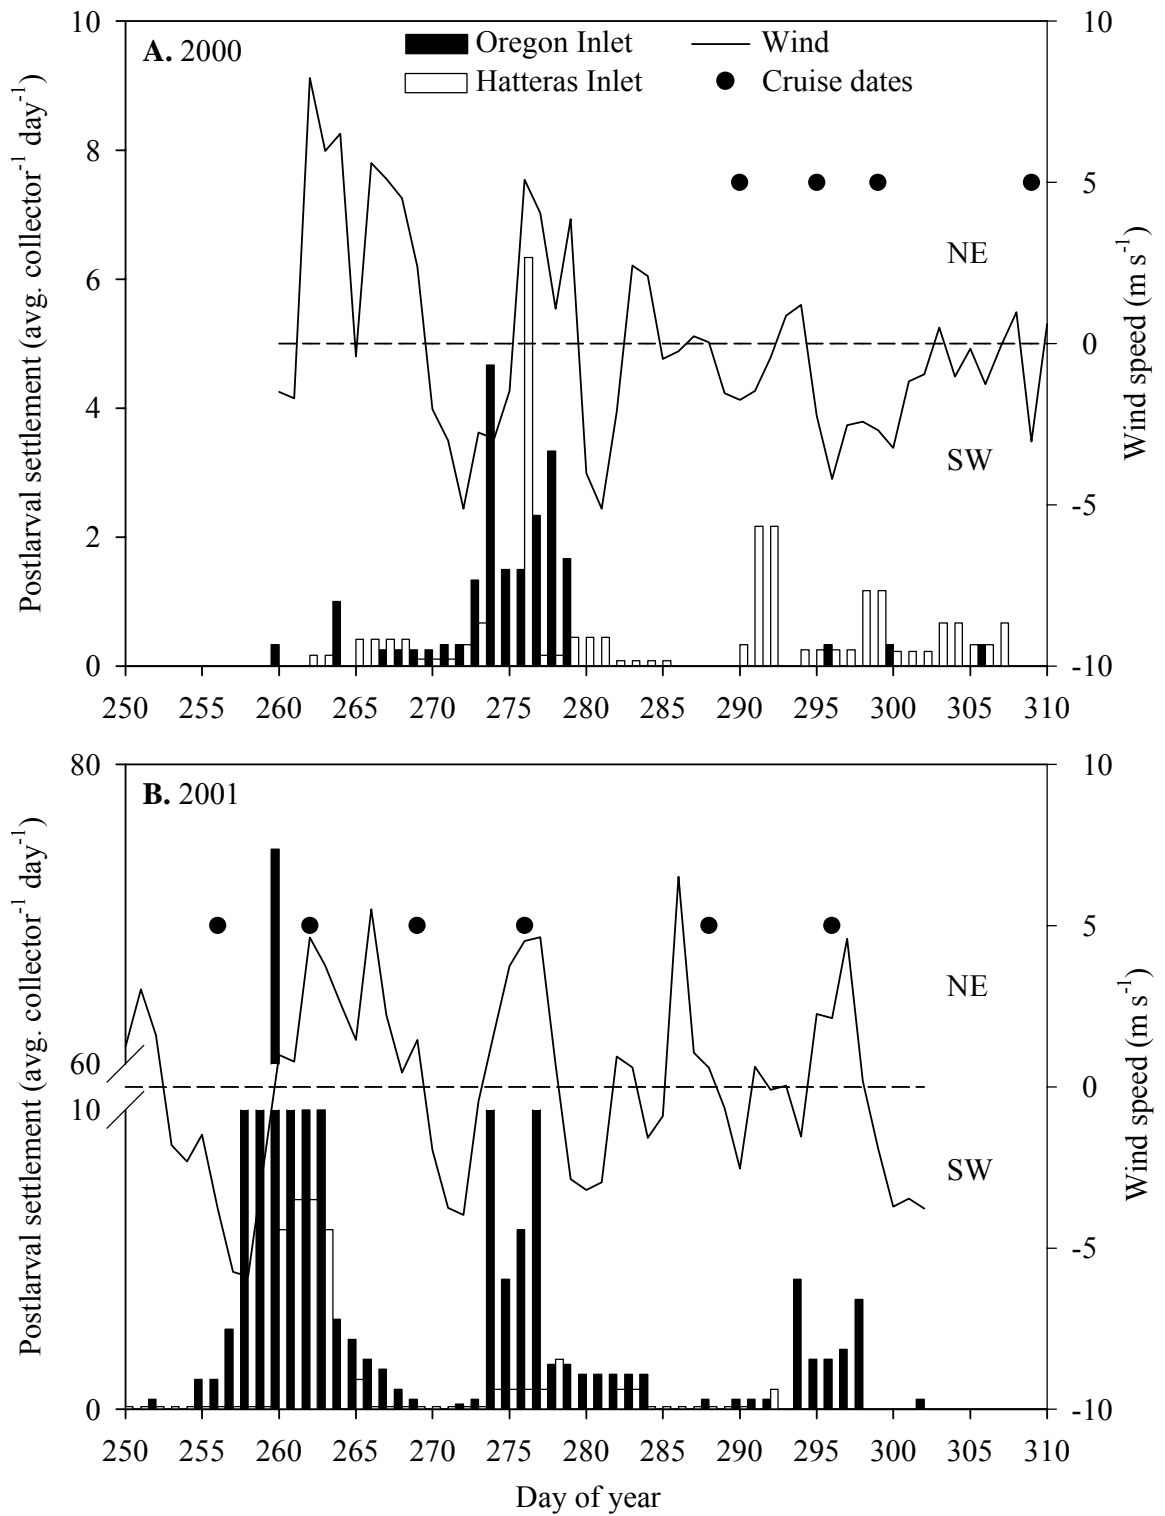 A. 2000
Oregon Inlet
Wind
Hatteras Inlet
Cruise dates
10
8
6
4
2
0
Postlarval settlement (avg. collector⁻¹ day⁻¹)
10
5
0
-5
-10
Wind speed (m s⁻¹)
NE
SW
250 255 260 265 270 275 280 285 290 295 300 305 310
B. 2001
80
60
10
0
Postlarval settlement (avg. collector⁻¹ day⁻¹)
10
5
0
-5
-10
Wind speed (m s⁻¹)
NE
SW
250 255 260 265 270 275 280 285 290 295 300 305 310
Day of year